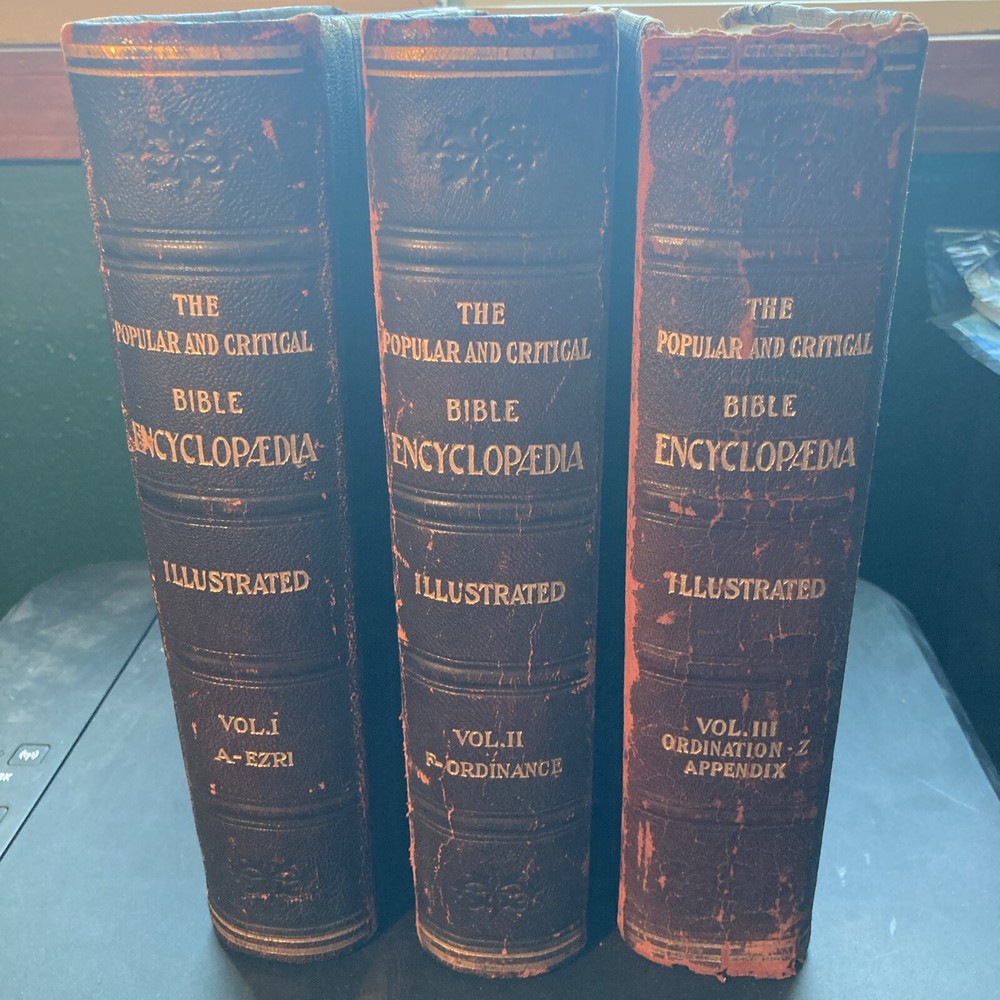 THE
POPULAR AND CRITICAL
BIBLE
ENCYCLOPÆDIA
ILLUSTRATED
VOL. I
A-EZRI
THE
POPULAR AND CRITICAL
BIBLE
ENCYCLOPÆDIA
ILLUSTRATED
VOL. II
F-ORDINANCE
THE
POPULAR AND CRITICAL
BIBLE
ENCYCLOPÆDIA
ILLUSTRATED
VOL. III
ORDINATION-Z
APPENDIX